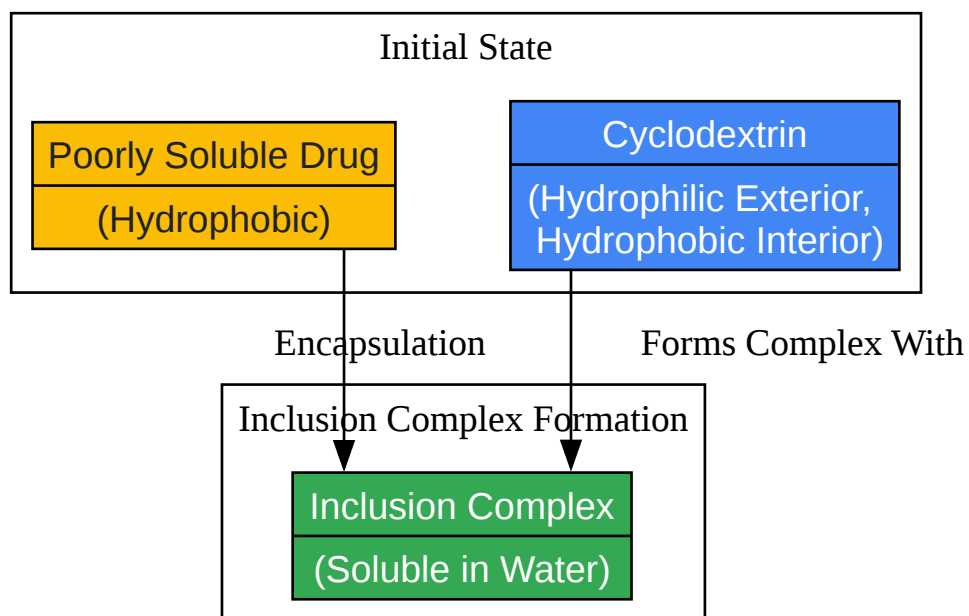 Initial State
Poorly Soluble Drug
(Hydrophobic)
Cyclodextrin
(Hydrophilic Exterior,
Hydrophobic Interior)
Encapsulation
Forms Complex With
Inclusion Complex Formation
Inclusion Complex
(Soluble in Water)